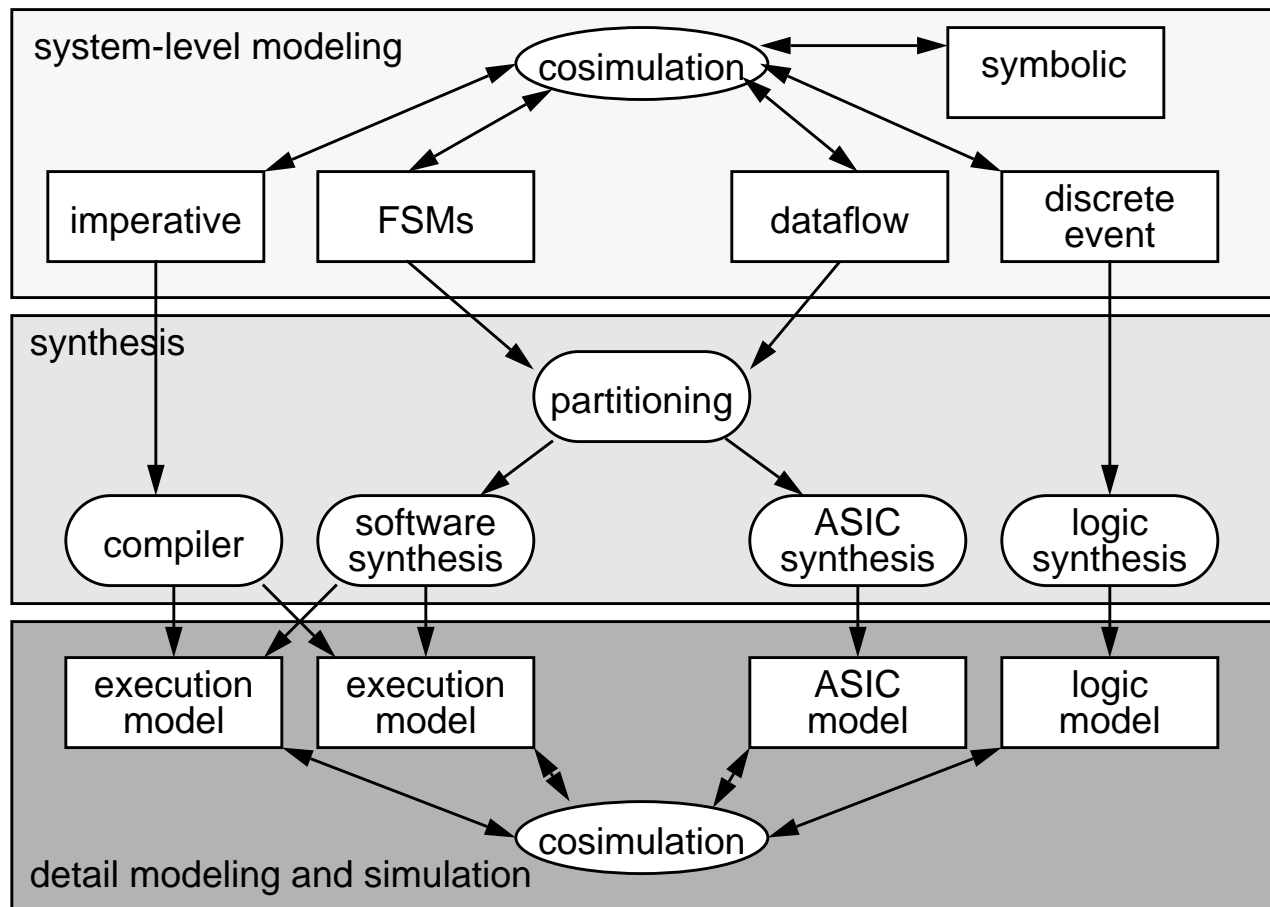 system-level modeling
cosimulation
symbolic
imperative
FSMs
dataflow
discrete
event
synthesis
partitioning
compiler
software
synthesis
ASIC
synthesis
logic
synthesis
execution
model
execution
model
ASIC
model
logic
model
cosimulation
detail modeling and simulation